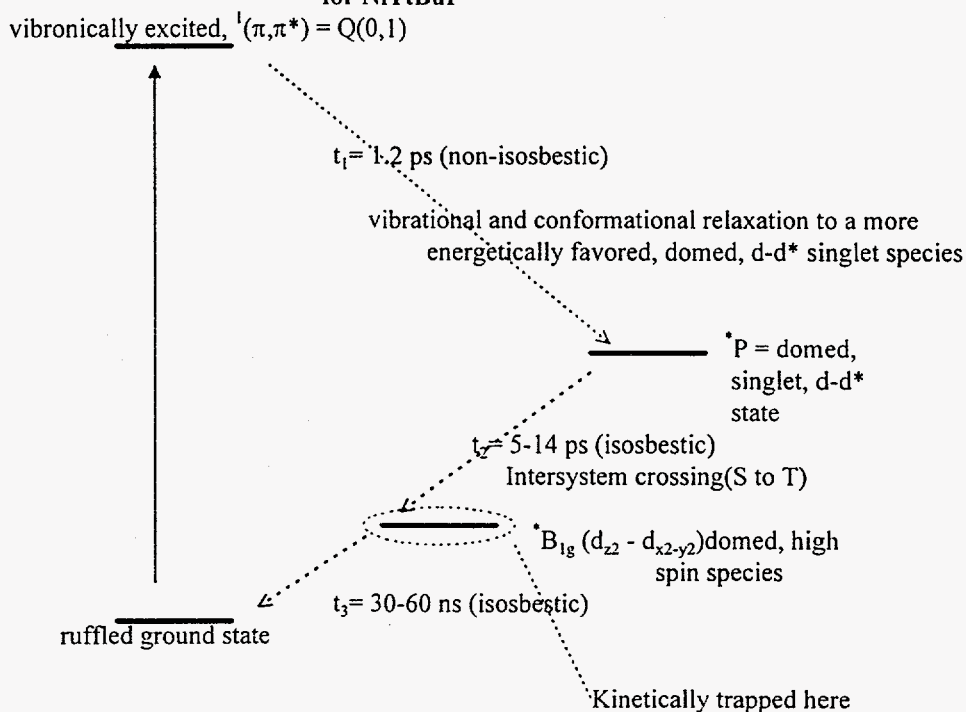 for NiTtBuP
vibronically excited, ¹(π,π*) = Q(0,1)
t₁= 1.2 ps (non-isosbestic)
vibrational and conformational relaxation to a more
energetically favored, domed, d-d* singlet species
*P = domed,
singlet, d-d*
state
t₂= 5-14 ps (isosbestic)
Intersystem crossing(S to T)
*B₁g (dz2 - dx2-y2)domed, high
spin species
t₃= 30-60 ns (isosbestic)
ruffled ground state
Kinetically trapped here